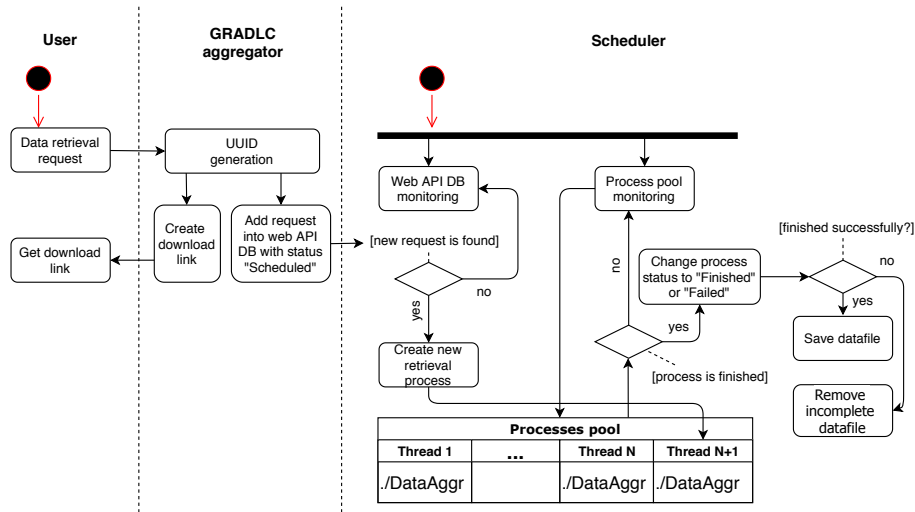 User
GRADLC
aggregator
Scheduler
Data retrieval
request
UUID
generation
Web API DB
monitoring
Process pool
monitoring
Create
download
link
Add request
into web API
DB with status
"Scheduled"
Get download
link
[new request is found]
no
yes
Create new
retrieval
process
no
Change process
status to "Finished"
or "Failed"
yes
[process is finished]
[finished successfully?]
no
yes
Save datafile
Remove
incomplete
datafile
Processes pool
Thread 1
...
Thread N
Thread N+1
./DataAggr
./DataAggr
./DataAggr